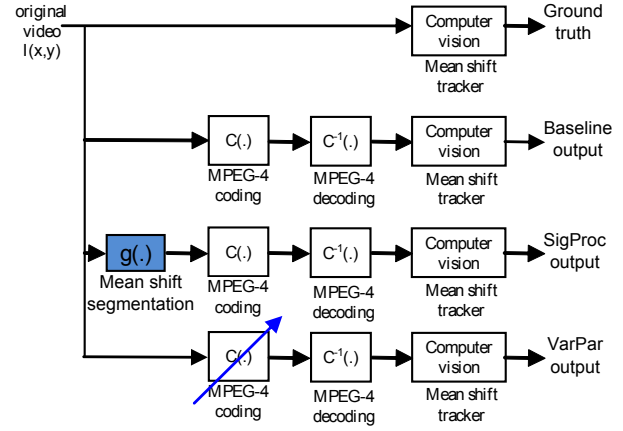 original
video
I(x,y)
Computer
vision
Mean shift
tracker
Ground
truth
C(.)
MPEG-4
coding
C-1(.)
MPEG-4
decoding
Computer
vision
Mean shift
tracker
Baseline
output
g(.)
Mean shift
segmentation
C(.)
MPEG-4
coding
C-1(.)
MPEG-4
decoding
Computer
vision
Mean shift
tracker
SigProc
output
C(.)
MPEG-4
coding
C-1(.)
MPEG-4
decoding
Computer
vision
Mean shift
tracker
VarPar
output